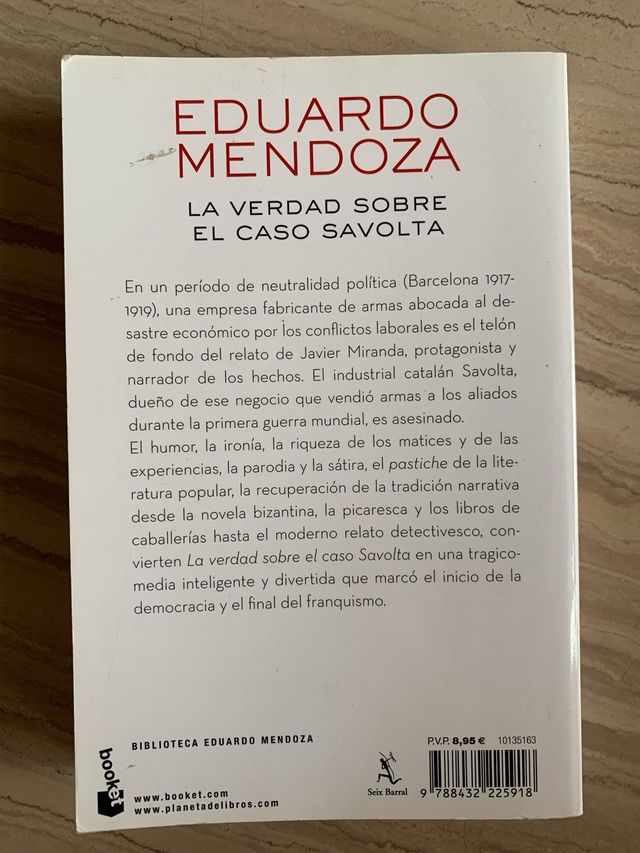 EDUARDO
MENDOZA
LA VERDAD SOBRE
EL CASO SAVOLTA
En un período de neutralidad política (Barcelona 1917-
1919), una empresa fabricante de armas abocada al de-
sastre económico por los conflictos laborales es el telón
de fondo del relato de Javier Miranda, protagonista y
narrador de los hechos. El industrial catalán Savolta,
dueño de ese negocio que vendió armas a los aliados
durante la primera guerra mundial, es asesinado.
El humor, la ironía, la riqueza de los matices y de las
experiencias, la parodia y la sátira, el pastiche de la lite-
ratura popular, la recuperación de la tradición narrativa
desde la novela bizantina, la picaresca y los libros de
caballerías hasta el moderno relato detectivesco, con-
vierten La verdad sobre el caso Savolta en una tragico-
media inteligente y divertida que marcó el inicio de la
democracia y el final del franquismo.
BIBLIOTECA EDUARDO MENDOZA
booket
www.booket.com
www.planetadelibros.com
Seix Barral
P.V.P. 8,95 € 10135163
9 788432 225918